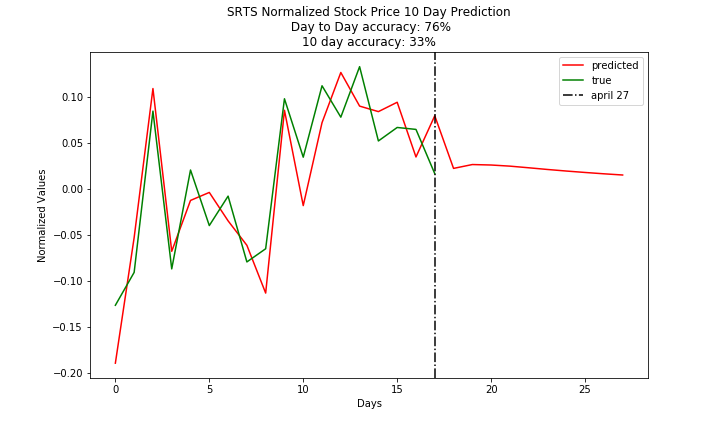 SRTS Normalized Stock Price 10 Day Prediction
Day to Day accuracy: 76%
10 day accuracy: 33%
predicted
true
april 27
Normalized Values
0.10
0.05
0.00
−0.05
−0.10
−0.15
−0.20
0 5 10 15 20 25
Days